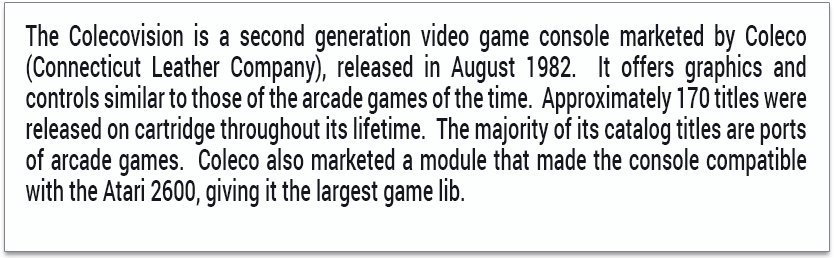 The Colecovision is a second generation video game console marketed by Coleco
(Connecticut Leather Company), released in August 1982.  It offers graphics and
controls similar to those of the arcade games of the time.  Approximately 170 titles were
released on cartridge throughout its lifetime.  The majority of its catalog titles are ports
of arcade games.  Coleco also marketed a module that made the console compatible
with the Atari 2600, giving it the largest game lib.